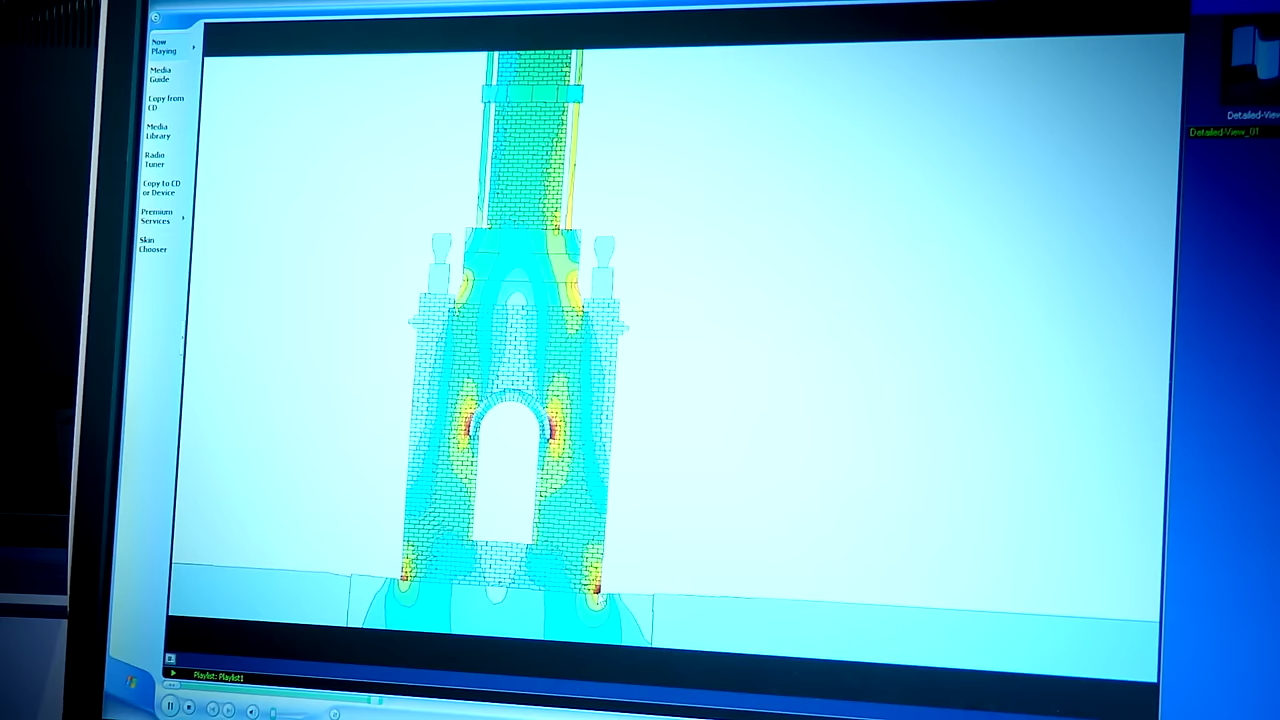 Now
Playing
Media
Guide
Copy from
CD
Media
Library
Radio
Tuner
Copy to CD
or Device
Premium
Services
Skin
Chooser
Detailed-View
Detailed-View_01
Playlist: Playlist1